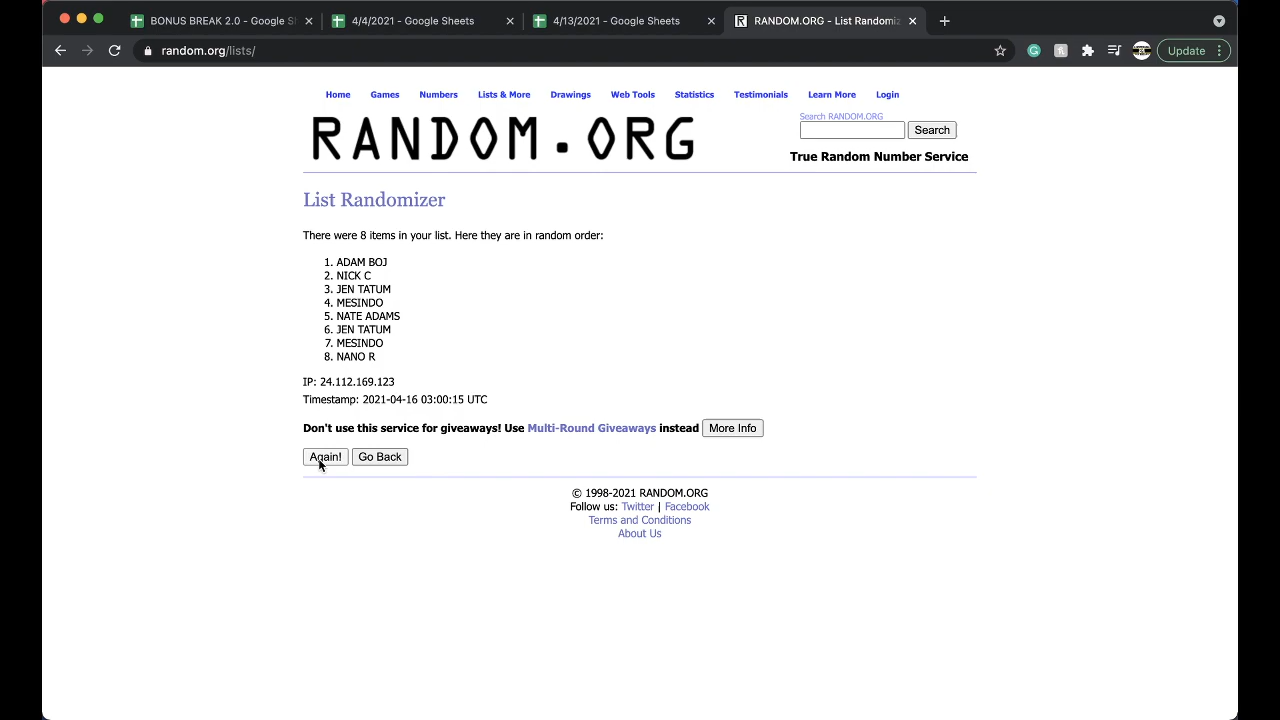 BONUS BREAK 2.0 - Google S
4/4/2021 - Google Sheets
4/13/2021 - Google Sheets
RANDOM.ORG - List Randomiz
random.org/lists/
Update
Home Games Numbers Lists & More Drawings Web Tools Statistics Testimonials Learn More Login
RANDOM.ORG
Search RANDOM.ORG
Search
True Random Number Service
List Randomizer
There were 8 items in your list. Here they are in random order:
1. ADAM BOJ
2. NICK C
3. JEN TATUM
4. MESINDO
5. NATE ADAMS
6. JEN TATUM
7. MESINDO
8. NANO R
IP: 24.112.169.123
Timestamp: 2021-04-16 03:00:15 UTC
Don't use this service for giveaways! Use Multi-Round Giveaways instead More Info
Again! Go Back
© 1998-2021 RANDOM.ORG
Follow us: Twitter | Facebook
Terms and Conditions
About Us